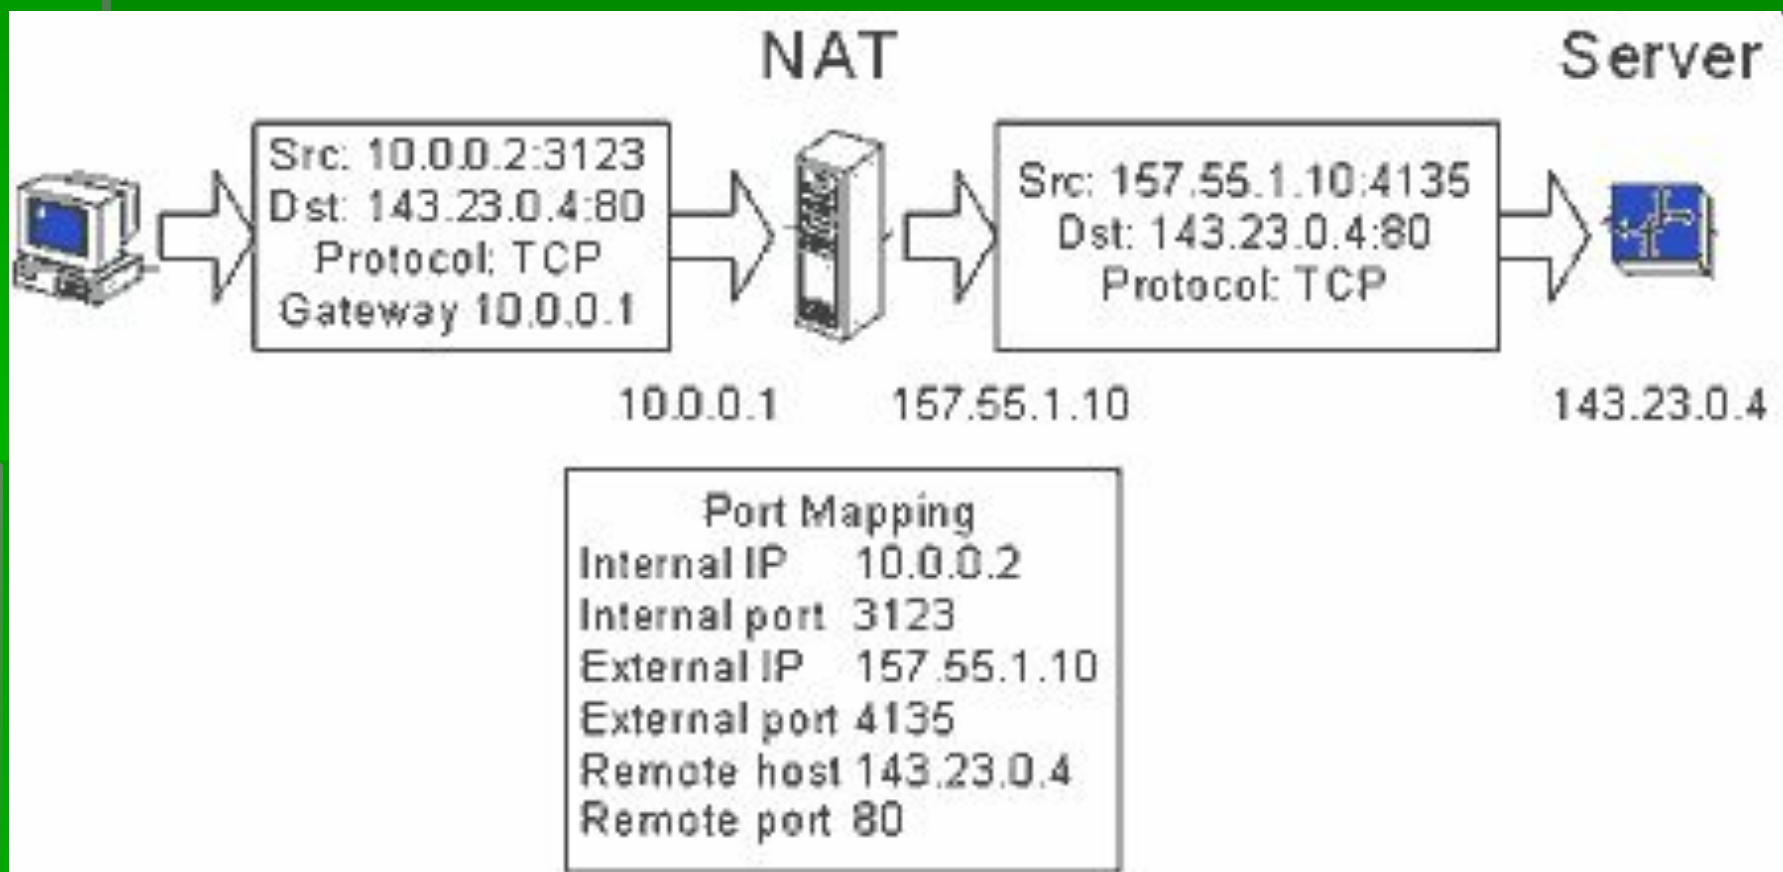 NAT
Server
Src: 10.0.0.2:3123
Dst: 143.23.0.4:80
Protocol: TCP
Gateway 10.0.0.1
Src: 157.55.1.10:4135
Dst: 143.23.0.4:80
Protocol: TCP
10.0.0.1
157.55.1.10
143.23.0.4
Port Mapping
Internal IP 10.0.0.2
Internal port 3123
External IP 157.55.1.10
External port 4135
Remote host 143.23.0.4
Remote port 80